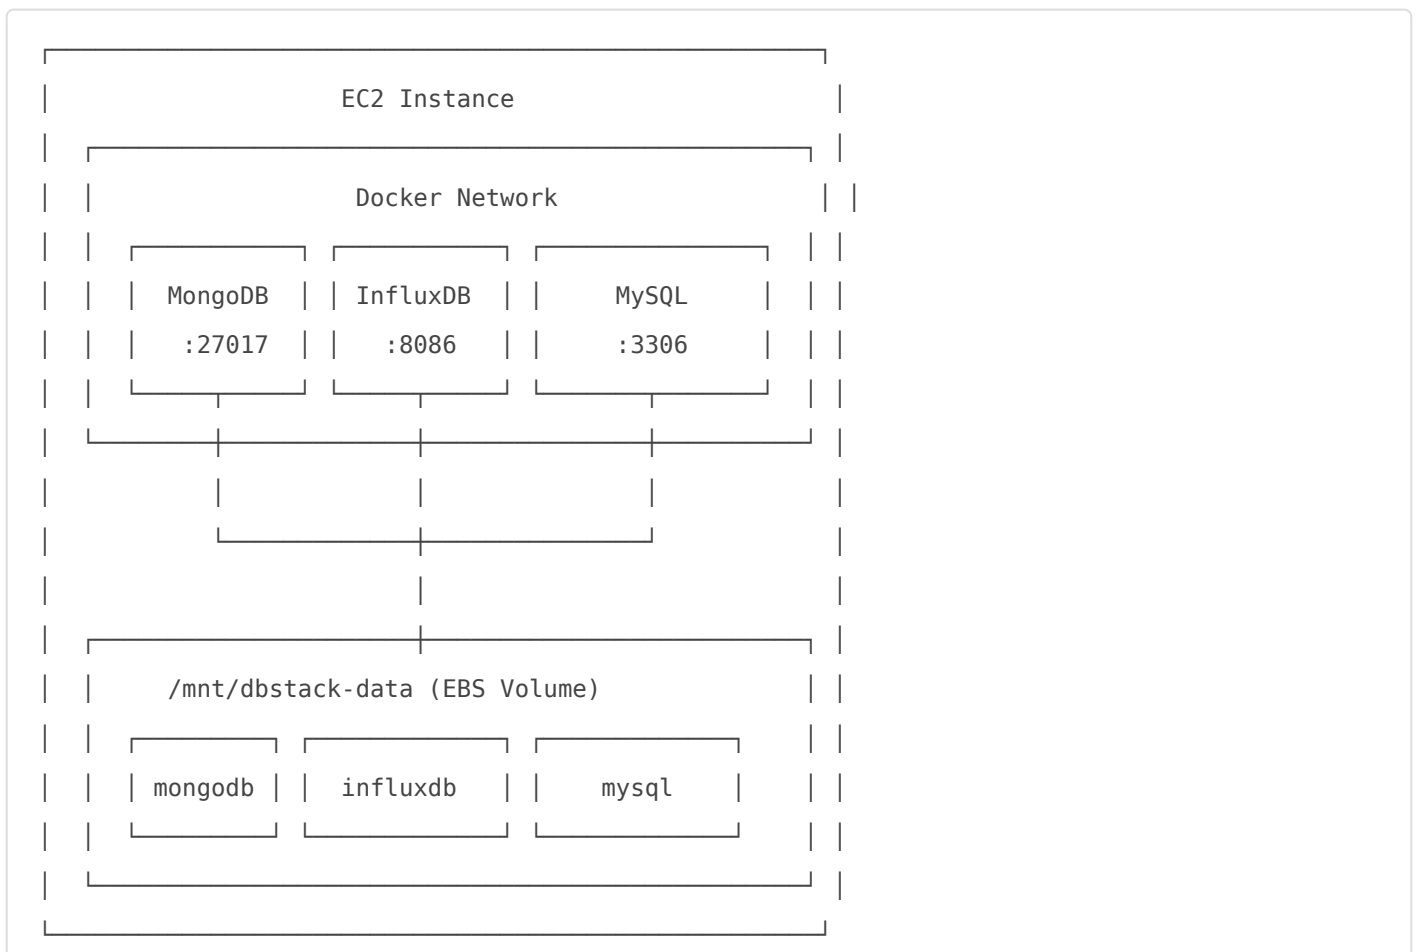 EC2 Instance
Docker Network
MongoDB InfluxDB MySQL
:27017 :8086 :3306
/mnt/dbstack-data (EBS Volume)
mongodb influxdb mysql